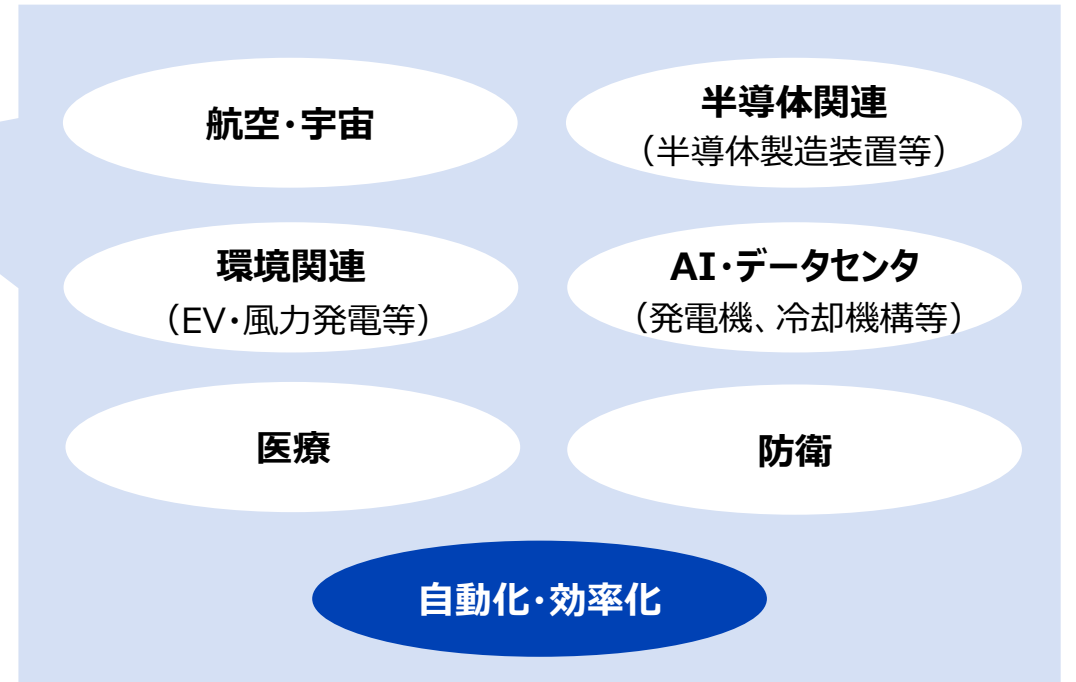 航空・宇宙
半導体関連
（半導体製造装置等）
環境関連
（EV・風力発電等）
AI・データセンタ
（発電機、冷却機構等）
医療
防衛
自動化・効率化